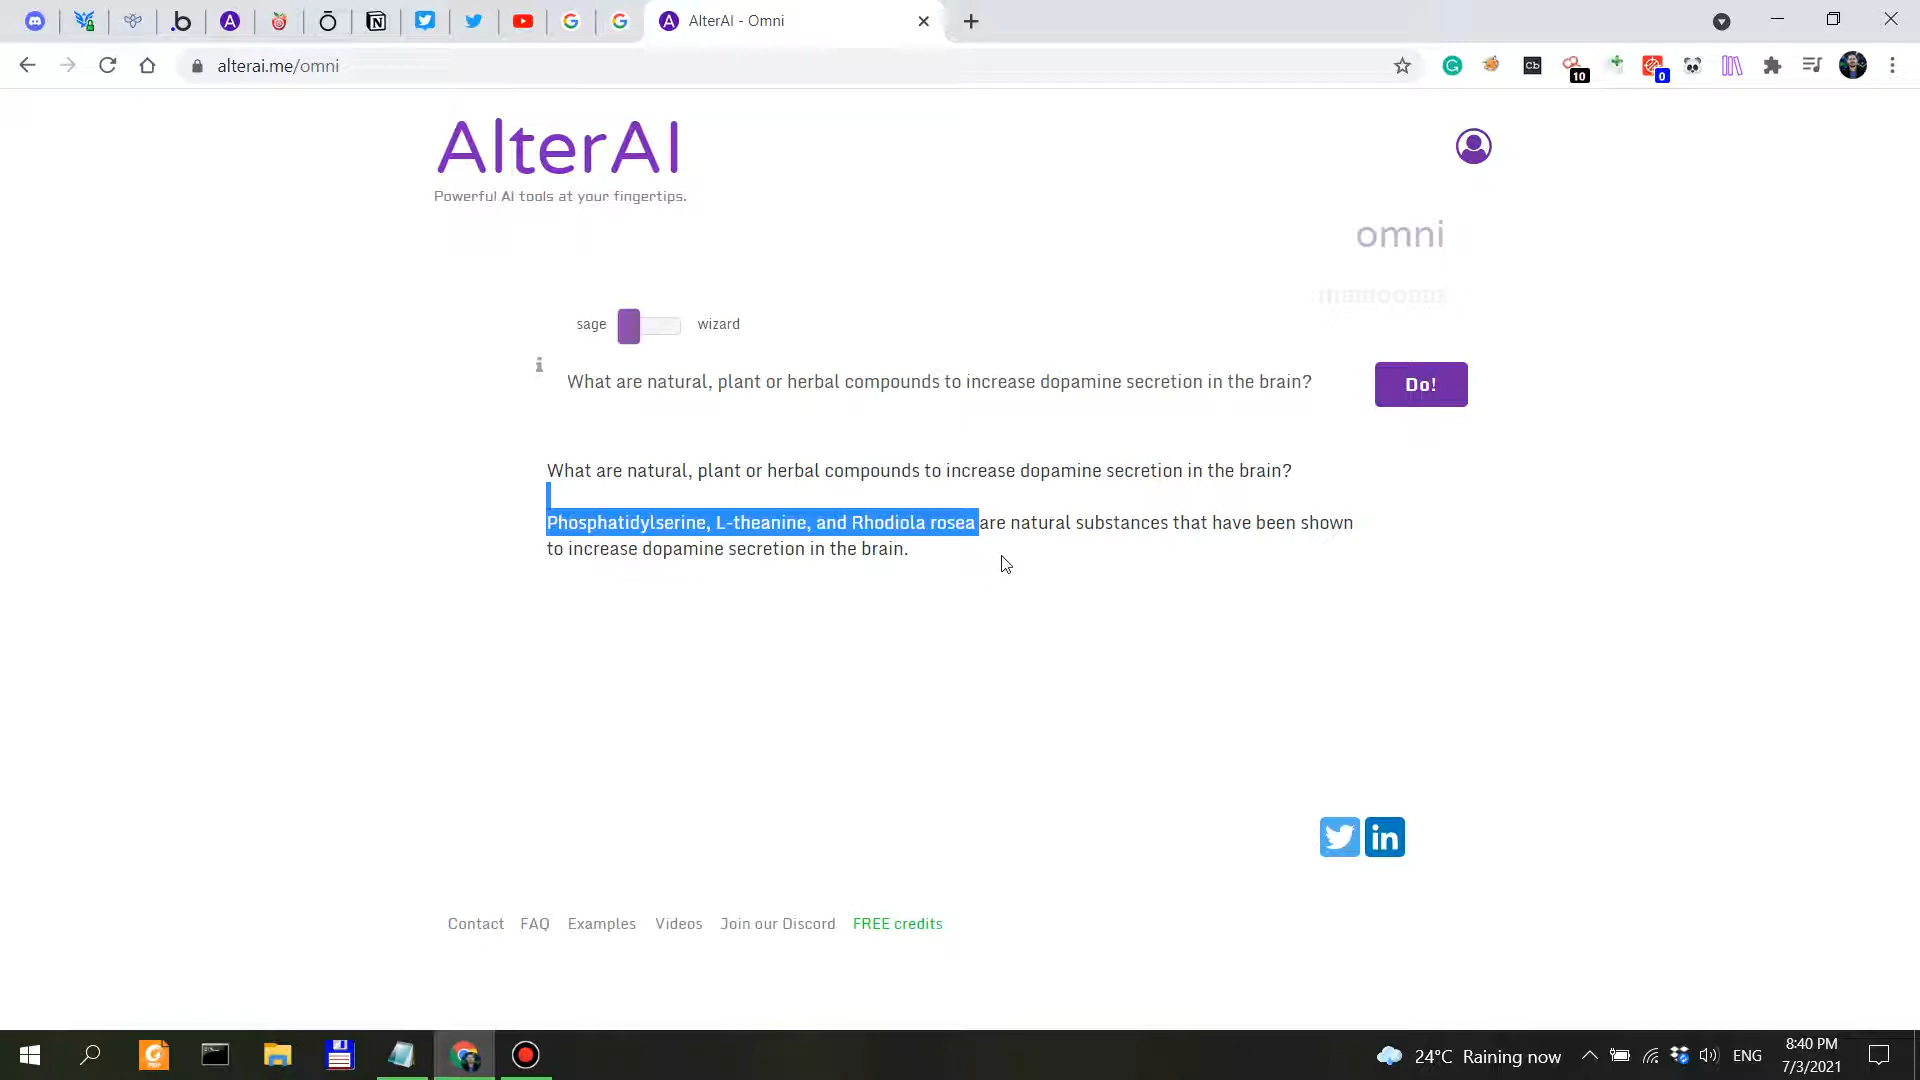 AlterAI - Omni
alterai.me/omni
10
0
AlterAI
Powerful AI tools at your fingertips.
omni
sage
wizard
What are natural, plant or herbal compounds to increase dopamine secretion in the brain?
Do!
What are natural, plant or herbal compounds to increase dopamine secretion in the brain?
Phosphatidylserine, L-theanine, and Rhodiola rosea are natural substances that have been shown
to increase dopamine secretion in the brain.
Contact FAQ Examples Videos Join our Discord FREE credits
24°C Raining now
ENG
8:40 PM
7/3/2021